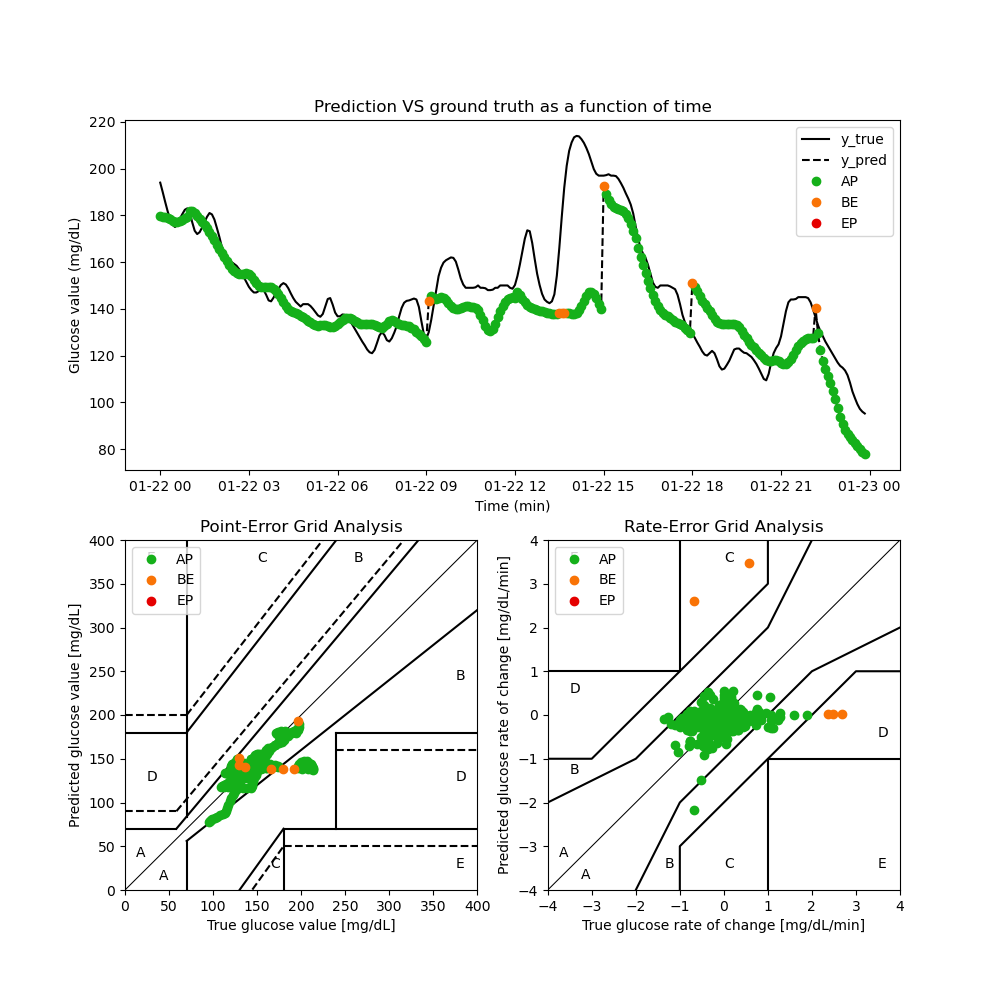 Prediction VS ground truth as a function of time
Glucose value (mg/dL)
220
200
180
160
140
120
100
80
y_true
y_pred
AP
BE
EP
01-22 00 01-22 03 01-22 06 01-22 09 01-22 12 01-22 15 01-22 18 01-22 21 01-23 00
Time (min)
Point-Error Grid Analysis
Predicted glucose value [mg/dL]
400
350
300
250
200
150
100
50
0
AP
BE
EP
C
B
B
D
D
A
A
C
E
0 50 100 150 200 250 300 350 400
True glucose value [mg/dL]
Rate-Error Grid Analysis
Predicted glucose rate of change [mg/dL/min]
4
3
2
1
0
−1
−2
−3
−4
AP
BE
EP
C
D
D
B
A
A
B
C
E
−4 −3 −2 −1 0 1 2 3 4
True glucose rate of change [mg/dL/min]